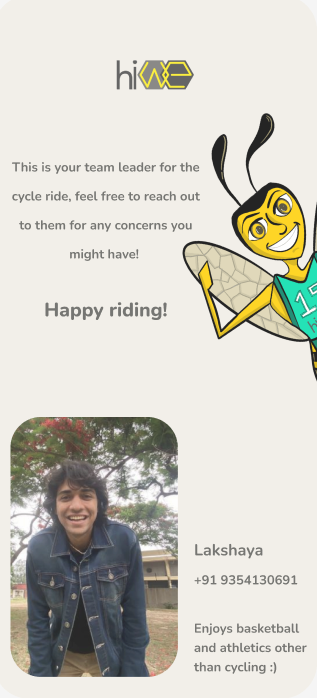 hiwe
This is your team leader for the
cycle ride, feel free to reach out
to them for any concerns you
might have!
Happy riding!
Lakshaya
+91 9354130691
Enjoys basketball
and athletics other
than cycling :)